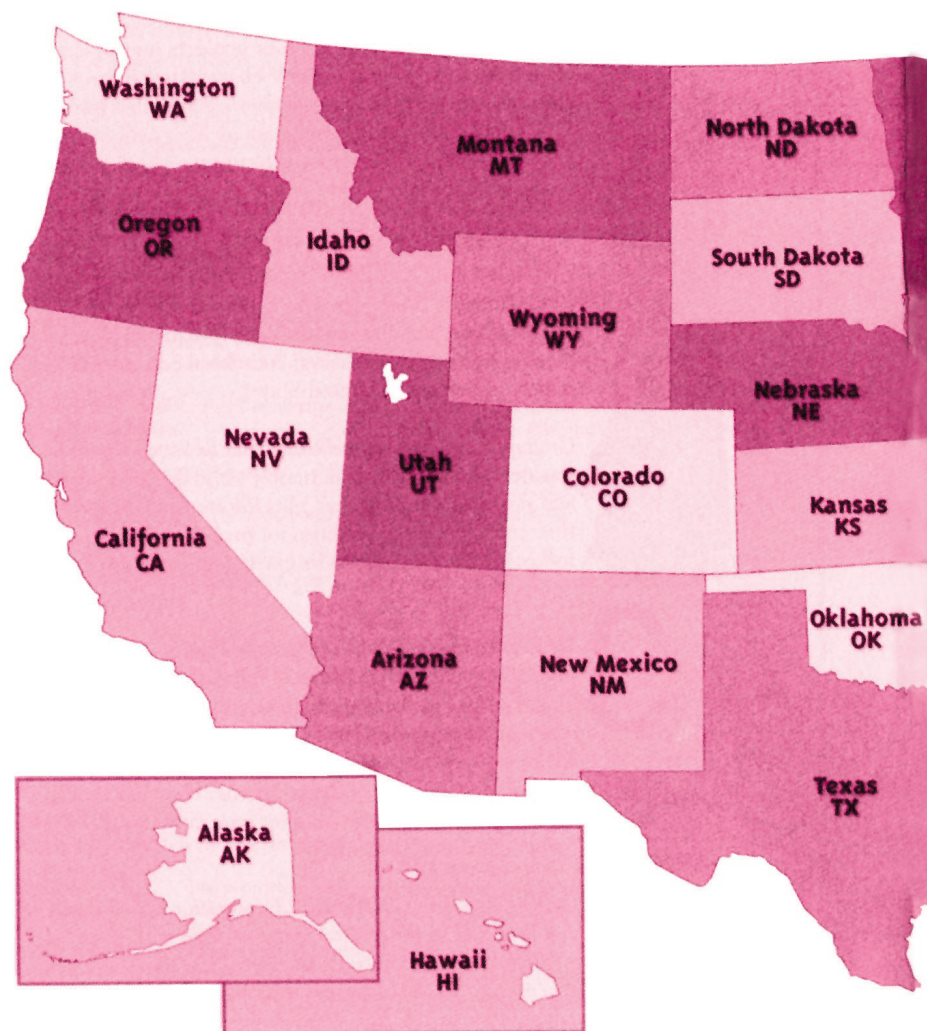 Washington
WA
Montana
MT
North Dakota
ND
Oregon
OR
Idaho
ID
South Dakota
SD
Wyoming
WY
Nebraska
NE
Nevada
NV
Utah
UT
Colorado
CO
Kansas
KS
California
CA
Arizona
AZ
New Mexico
NM
Oklahoma
OK
Texas
TX
Alaska
AK
Hawaii
HI